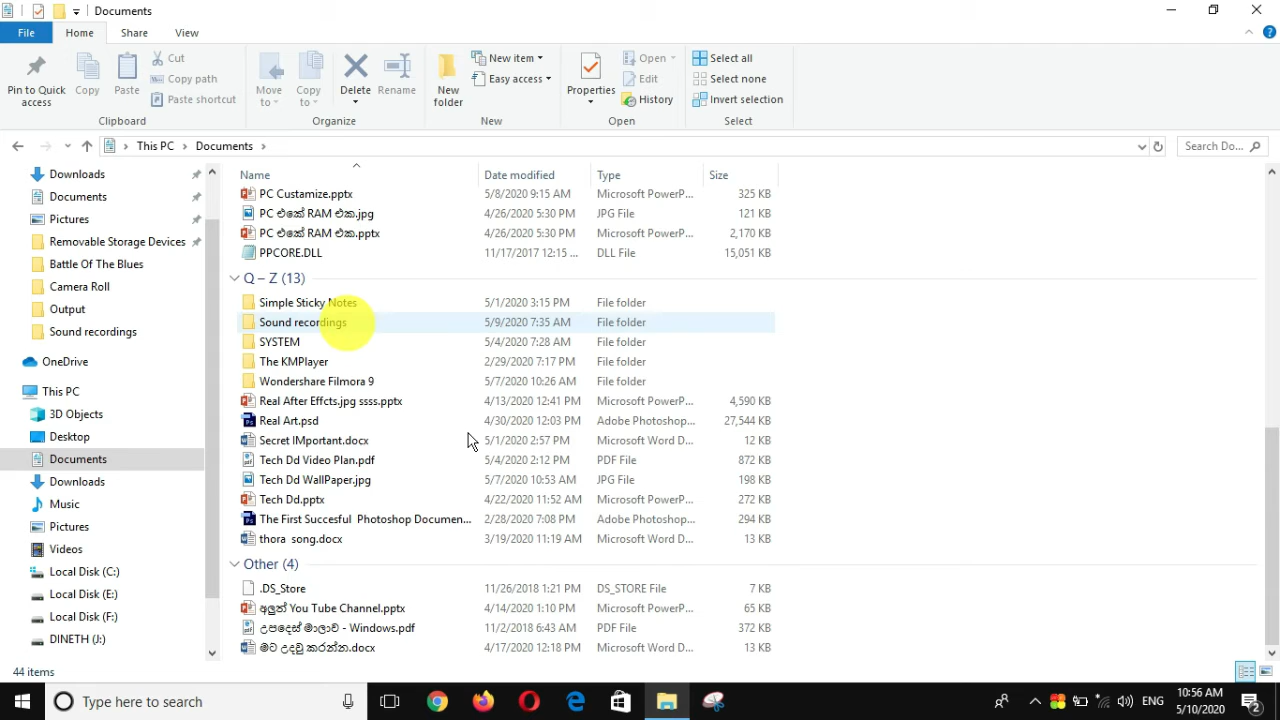 Documents
File Home Share View
Pin to Quick access
Copy
Paste
Cut
Copy path
Paste shortcut
Clipboard
Move to
Copy to
Delete
Rename
Organize
New folder
New item
Easy access
New
Properties
Open
Edit
History
Open
Select all
Select none
Invert selection
Select
This PC > Documents >
Search Do...
Downloads
Documents
Pictures
Removable Storage Devices
Battle Of The Blues
Camera Roll
Output
Sound recordings
OneDrive
This PC
3D Objects
Desktop
Documents
Downloads
Music
Pictures
Videos
Local Disk (C:)
Local Disk (E:)
Local Disk (F:)
DINETH (J:)
Name Date modified Type Size
PC Custamize.pptx 5/8/2020 9:15 AM Microsoft PowerP... 325 KB
PC එකේ RAM එක.jpg 4/26/2020 5:30 PM JPG File 121 KB
PC එකේ RAM එක.pptx 4/26/2020 5:30 PM Microsoft PowerP... 2,170 KB
PPCORE.DLL 11/17/2017 12:15 ... DLL File 15,051 KB
Q – Z (13)
Simple Sticky Notes 5/1/2020 3:15 PM File folder
Sound recordings 5/9/2020 7:35 AM File folder
SYSTEM 5/4/2020 7:28 AM File folder
The KMPlayer 2/29/2020 7:17 PM File folder
Wondershare Filmora 9 5/7/2020 10:26 AM File folder
Real After Effcts.jpg ssss.pptx 4/13/2020 12:41 PM Microsoft PowerP... 4,590 KB
Real Art.psd 4/30/2020 12:03 PM Adobe Photoshop... 27,544 KB
Secret IMportant.docx 5/1/2020 2:57 PM Microsoft Word D... 12 KB
Tech Dd Video Plan.pdf 5/4/2020 2:12 PM PDF File 872 KB
Tech Dd WallPaper.jpg 5/7/2020 10:53 AM JPG File 198 KB
Tech Dd.pptx 4/22/2020 11:52 AM Microsoft PowerP... 272 KB
The First Succesful Photoshop Documen... 2/28/2020 7:08 PM Adobe Photoshop... 294 KB
thora song.docx 3/19/2020 11:19 AM Microsoft Word D... 13 KB
Other (4)
.DS_Store 11/26/2018 1:21 PM DS_STORE File 7 KB
අලුත් You Tube Channel.pptx 4/14/2020 1:10 PM Microsoft PowerP... 65 KB
උපදෙස් මාලාව - Windows.pdf 11/2/2018 6:43 AM PDF File 372 KB
මට උදවු කරන්න.docx 4/17/2020 12:18 PM Microsoft Word D... 13 KB
44 items
Type here to search
ENG
10:56 AM
5/10/2020
2